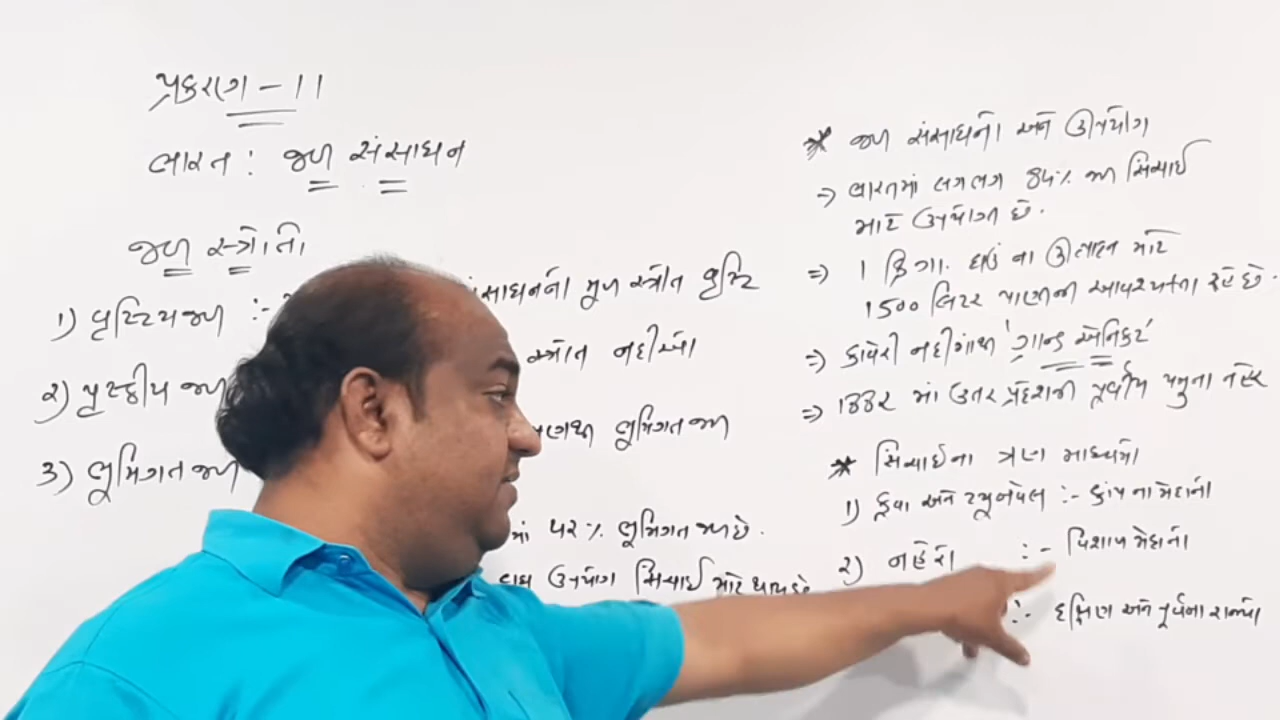 પ્રકરણ - 11
ભારત : જળ સંસાધન
જળ સ્ત્રોતો
1) વૃષ્ટિય જળ :-
સંસાધનનો મૂળ સ્ત્રોત વૃષ્ટિ
2) પૃષ્ઠીય જળ
સ્ત્રોત નદીઓ
3) ભૂમિગત જળ
ભૂમિગત જળ
માં 42 % ભૂમિગત જળ છે.
ઉપયોગ સિંચાઈ માટે થાય છે
* જળ સંસાધનો અને ઉપયોગ
⇒ ભારતમાં લગભગ 84% જળ સિંચાઈ
માટે ઉપયોગ છે.
⇒ 1 કિગ્રા. ઘઉં ના ઉત્પાદન માટે
1500 લિટર પાણીની આવશ્યકતા રહે છે.
⇒ કાવેરી નદીમાંથી 'ગ્રાન્ડ એનિકટ'
⇒ 1882 માં ઉત્તર પ્રદેશની પૂર્વીય યમુના નહેર
* સિંચાઈના ત્રણ માધ્યમો
1) કૂવા અને ટ્યુબવેલ :- કાંપના મેદાનો
2) નહેરો :- વિશાળ મેદાનો
:- દક્ષિણ અને પૂર્વના રાજ્યો